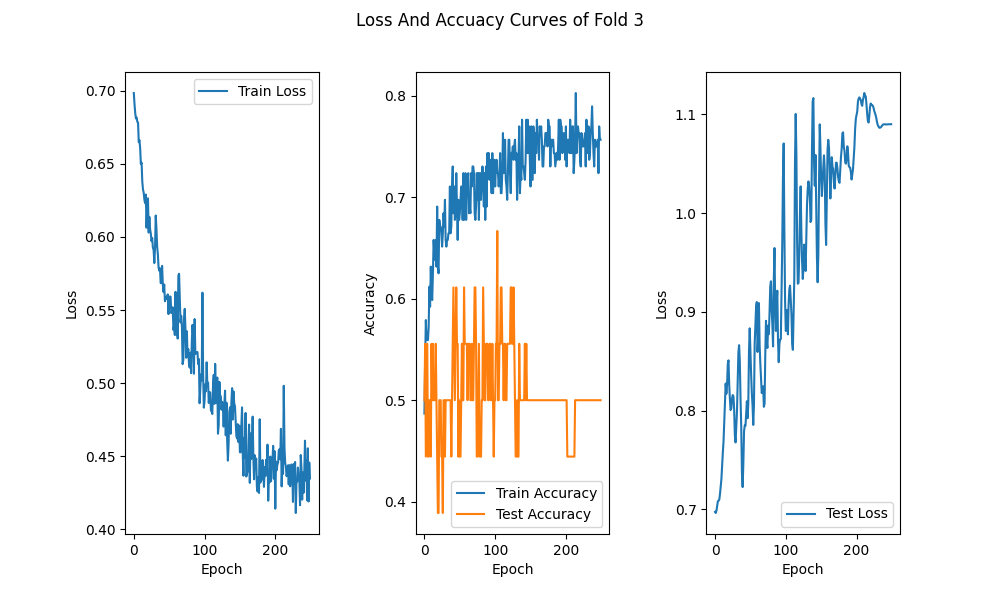 Loss And Accuacy Curves of Fold 3
Loss
0.70
0.65
0.60
0.55
0.50
0.45
0.40
0
100
200
Epoch
Train Loss
Accuracy
0.8
0.7
0.6
0.5
0.4
0
100
200
Epoch
Train Accuracy
Test Accuracy
Loss
1.1
1.0
0.9
0.8
0.7
0
100
200
Epoch
Test Loss